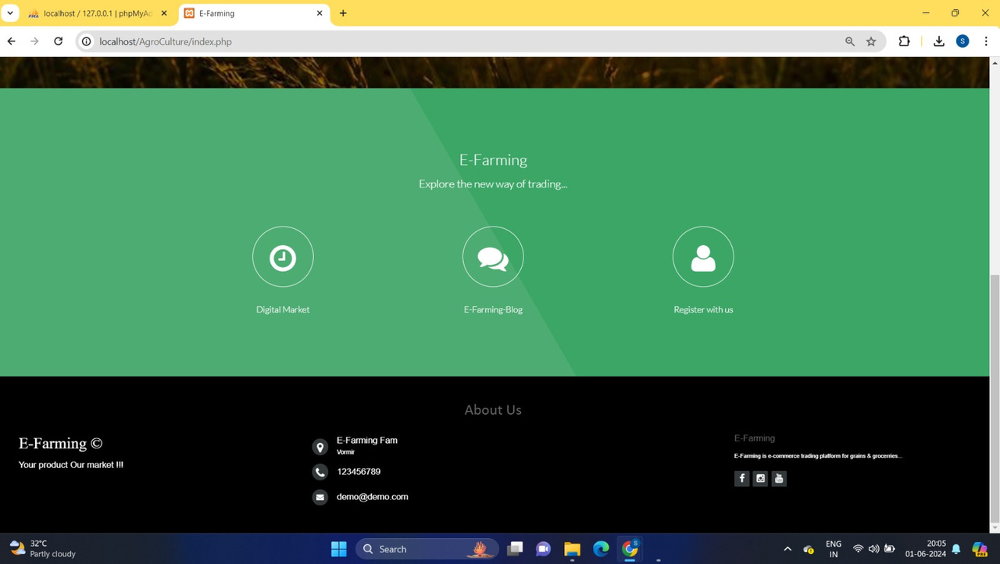 localhost / 127.0.0.1 | phpMyAd
E-Farming
localhost/AgroCulture/index.php
S
E-Farming
Explore the new way of trading...
Digital Market
E-Farming-Blog
Register with us
About Us
E-Farming ©
Your product Our market !!!
E-Farming Fam
Vormir
123456789
demo@demo.com
E-Farming
E-Farming is e-commerce trading platform for grains & groceries...
32°C
Partly cloudy
Search
ENG
IN
20:05
01-06-2024